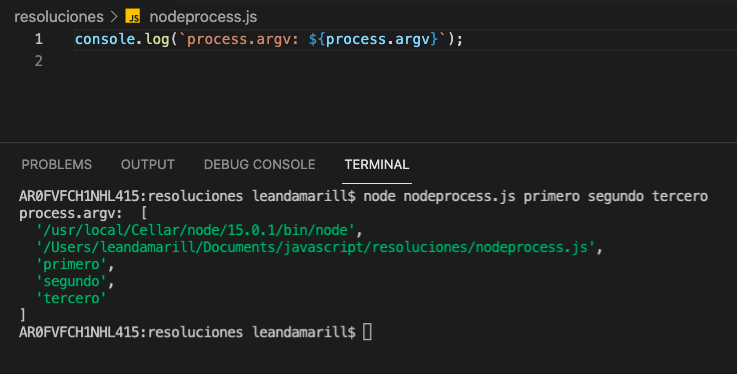 resoluciones > JS nodeprocess.js
1 console.log(`process.argv: ${process.argv}`);
2
PROBLEMS OUTPUT DEBUG CONSOLE TERMINAL
AR0FVFCH1NHL415:resoluciones leandamarill$ node nodeprocess.js primero segundo tercero
process.argv:  [
  '/usr/local/Cellar/node/15.0.1/bin/node',
  '/Users/leandamarill/Documents/javascript/resoluciones/nodeprocess.js',
  'primero',
  'segundo',
  'tercero'
]
AR0FVFCH1NHL415:resoluciones leandamarill$